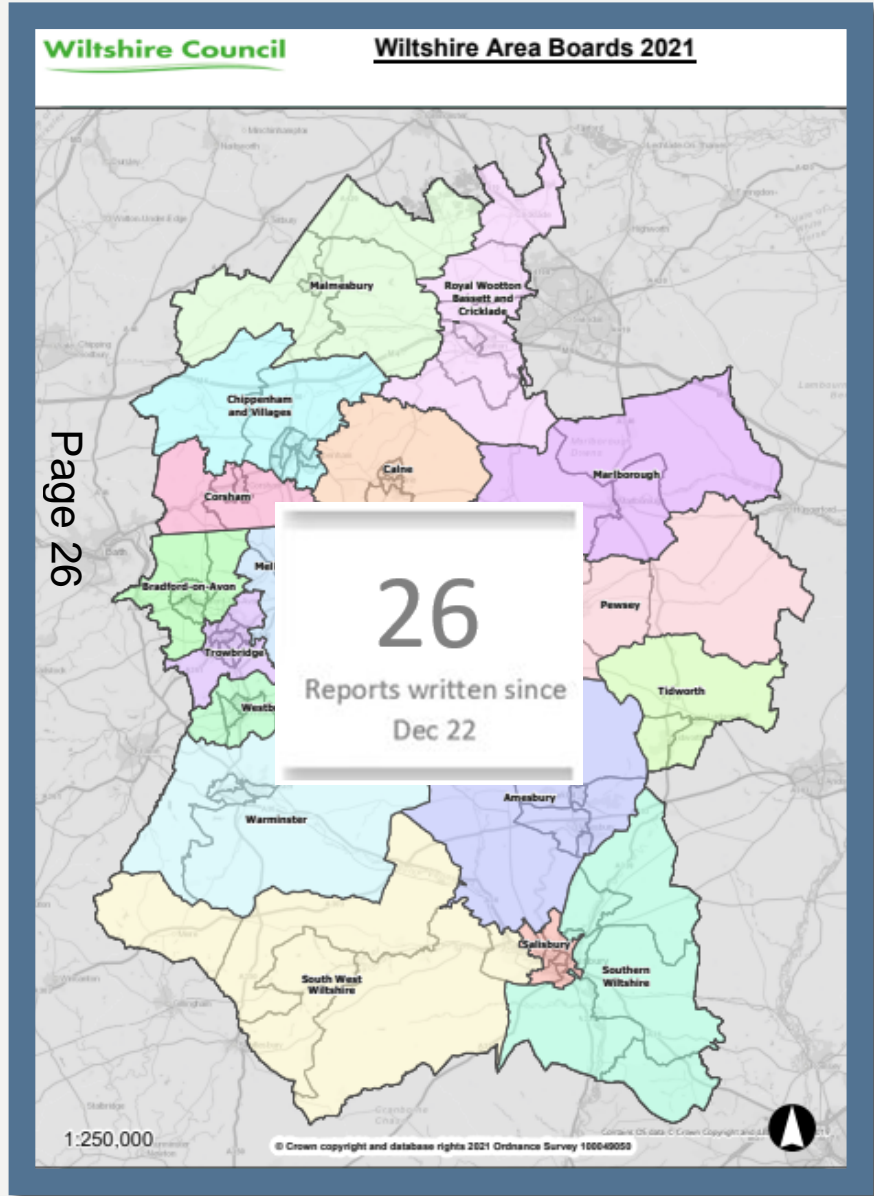 Wiltshire Council
Wiltshire Area Boards 2021
Malmesbury
Royal Wootton
Bassett and
Cricklade
Chippenham
and Villages
Calne
Marlborough
Corsham
Page 26
Bradford-on-Avon
Mel
Pewsey
26
Reports written since
Dec 22
Trowbridge
Tidworth
Westb
Amesbury
Warminster
Salisbury
Southern
Wiltshire
South West
Wiltshire
1:250,000
© Crown copyright and database rights 2021 Ordnance Survey 100049050